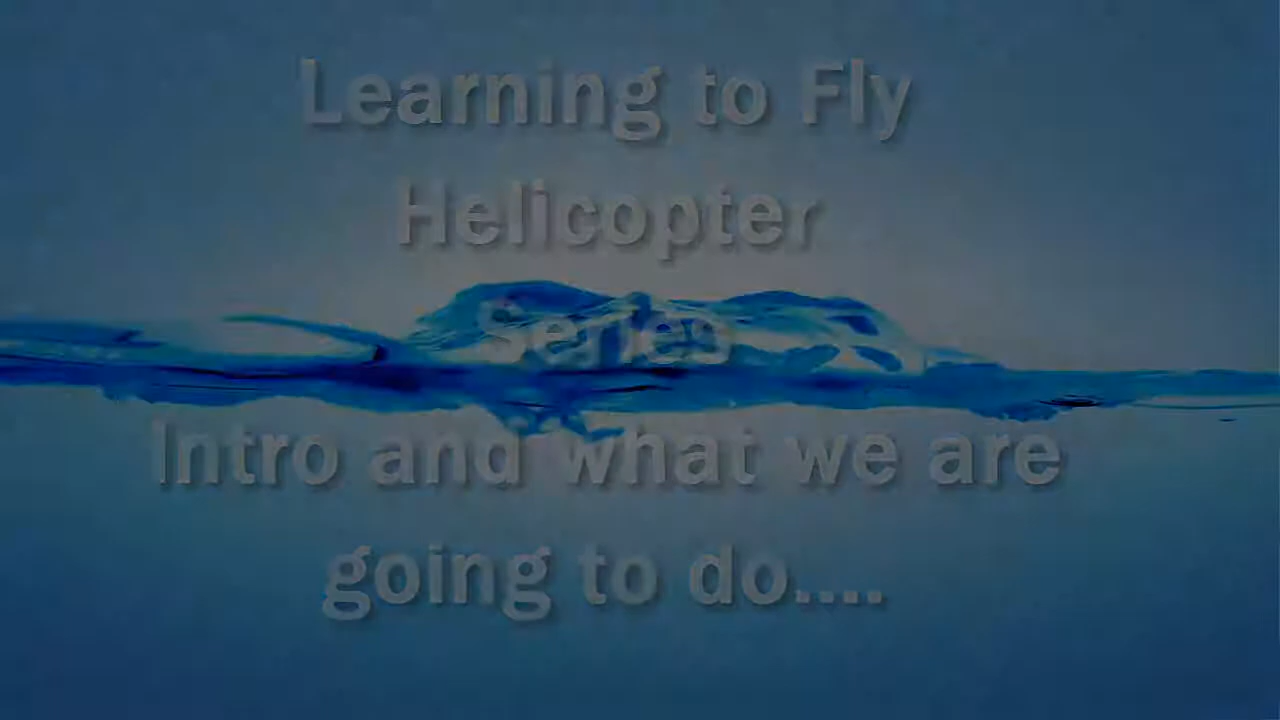 Learning to Fly
Helicopter
Series
Intro and what we are
going to do....